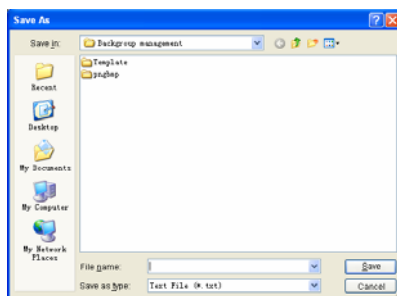 Save As
Save in:
Backgroup management
Template
pngbmp
Recent
Desktop
My Documents
My Computer
My Network
Places
File name:
Save
Save as type:
Text File (*.txt)
Cancel